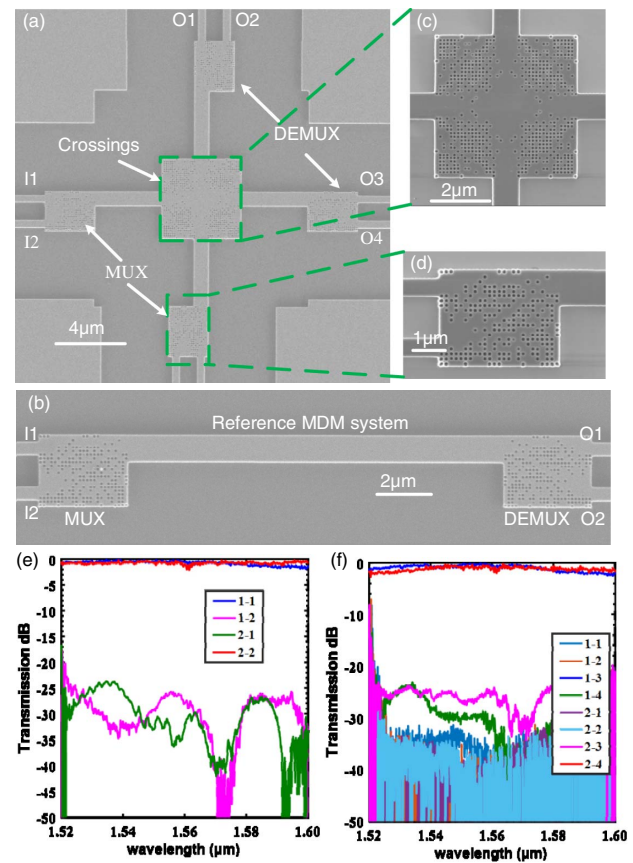 (a)
O1 O2
DEMUX
Crossings
I1
O3
I2
O4
MUX
4μm
(c)
2μm
(d)
1μm
(b)
Reference MDM system
I1
O1
2μm
I2
MUX
DEMUX
O2
(e)
0
-5
-10
-15
-20
-25
-30
-35
-40
-45
-50
Transmission dB
1-1
1-2
2-1
2-2
1.52 1.54 1.56 1.58 1.60
wavelength (μm)
(f)
0
-10
-20
-30
-40
-50
Transmission dB
1-1
1-2
1-3
1-4
2-1
2-2
2-3
2-4
1.52 1.54 1.56 1.58 1.60
wavelength (μm)